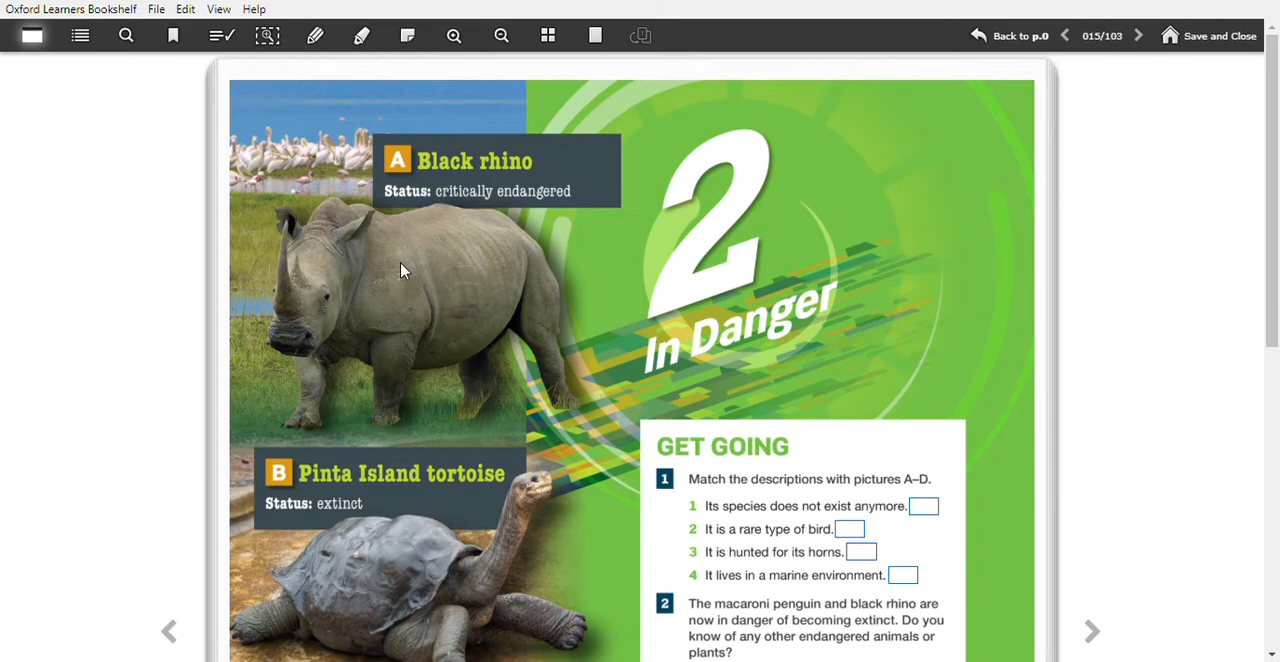 Oxford Learners Bookshelf File Edit View Help
Back to p.0 015/103 Save and Close
A Black rhino
Status: critically endangered
2
In Danger
B Pinta Island tortoise
Status: extinct
GET GOING
1 Match the descriptions with pictures A–D.
1 Its species does not exist anymore.
2 It is a rare type of bird.
3 It is hunted for its horns.
4 It lives in a marine environment.
2 The macaroni penguin and black rhino are
now in danger of becoming extinct. Do you
know of any other endangered animals or
plants?